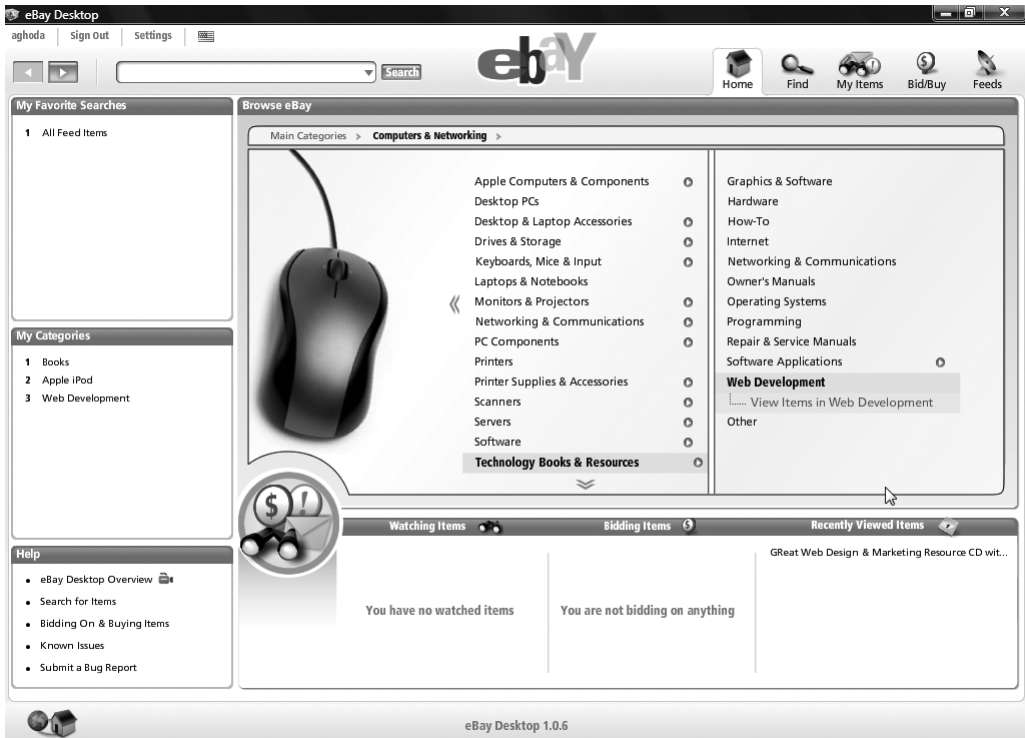 eBay Desktop
aghoda Sign Out Settings
Search
ebaY
Home Find My Items Bid/Buy Feeds
My Favorite Searches
1 All Feed Items
My Categories
1 Books
2 Apple iPod
3 Web Development
Help
• eBay Desktop Overview
• Search for Items
• Bidding On & Buying Items
• Known Issues
• Submit a Bug Report
Browse eBay
Main Categories > Computers & Networking >
Apple Computers & Components
Desktop PCs
Desktop & Laptop Accessories
Drives & Storage
Keyboards, Mice & Input
Laptops & Notebooks
Monitors & Projectors
Networking & Communications
PC Components
Printers
Printer Supplies & Accessories
Scanners
Servers
Software
Technology Books & Resources
Graphics & Software
Hardware
How-To
Internet
Networking & Communications
Owner's Manuals
Operating Systems
Programming
Repair & Service Manuals
Software Applications
Web Development
View Items in Web Development
Other
$ !
Watching Items
You have no watched items
Bidding Items
You are not bidding on anything
Recently Viewed Items
GReat Web Design & Marketing Resource CD wit...
eBay Desktop 1.0.6